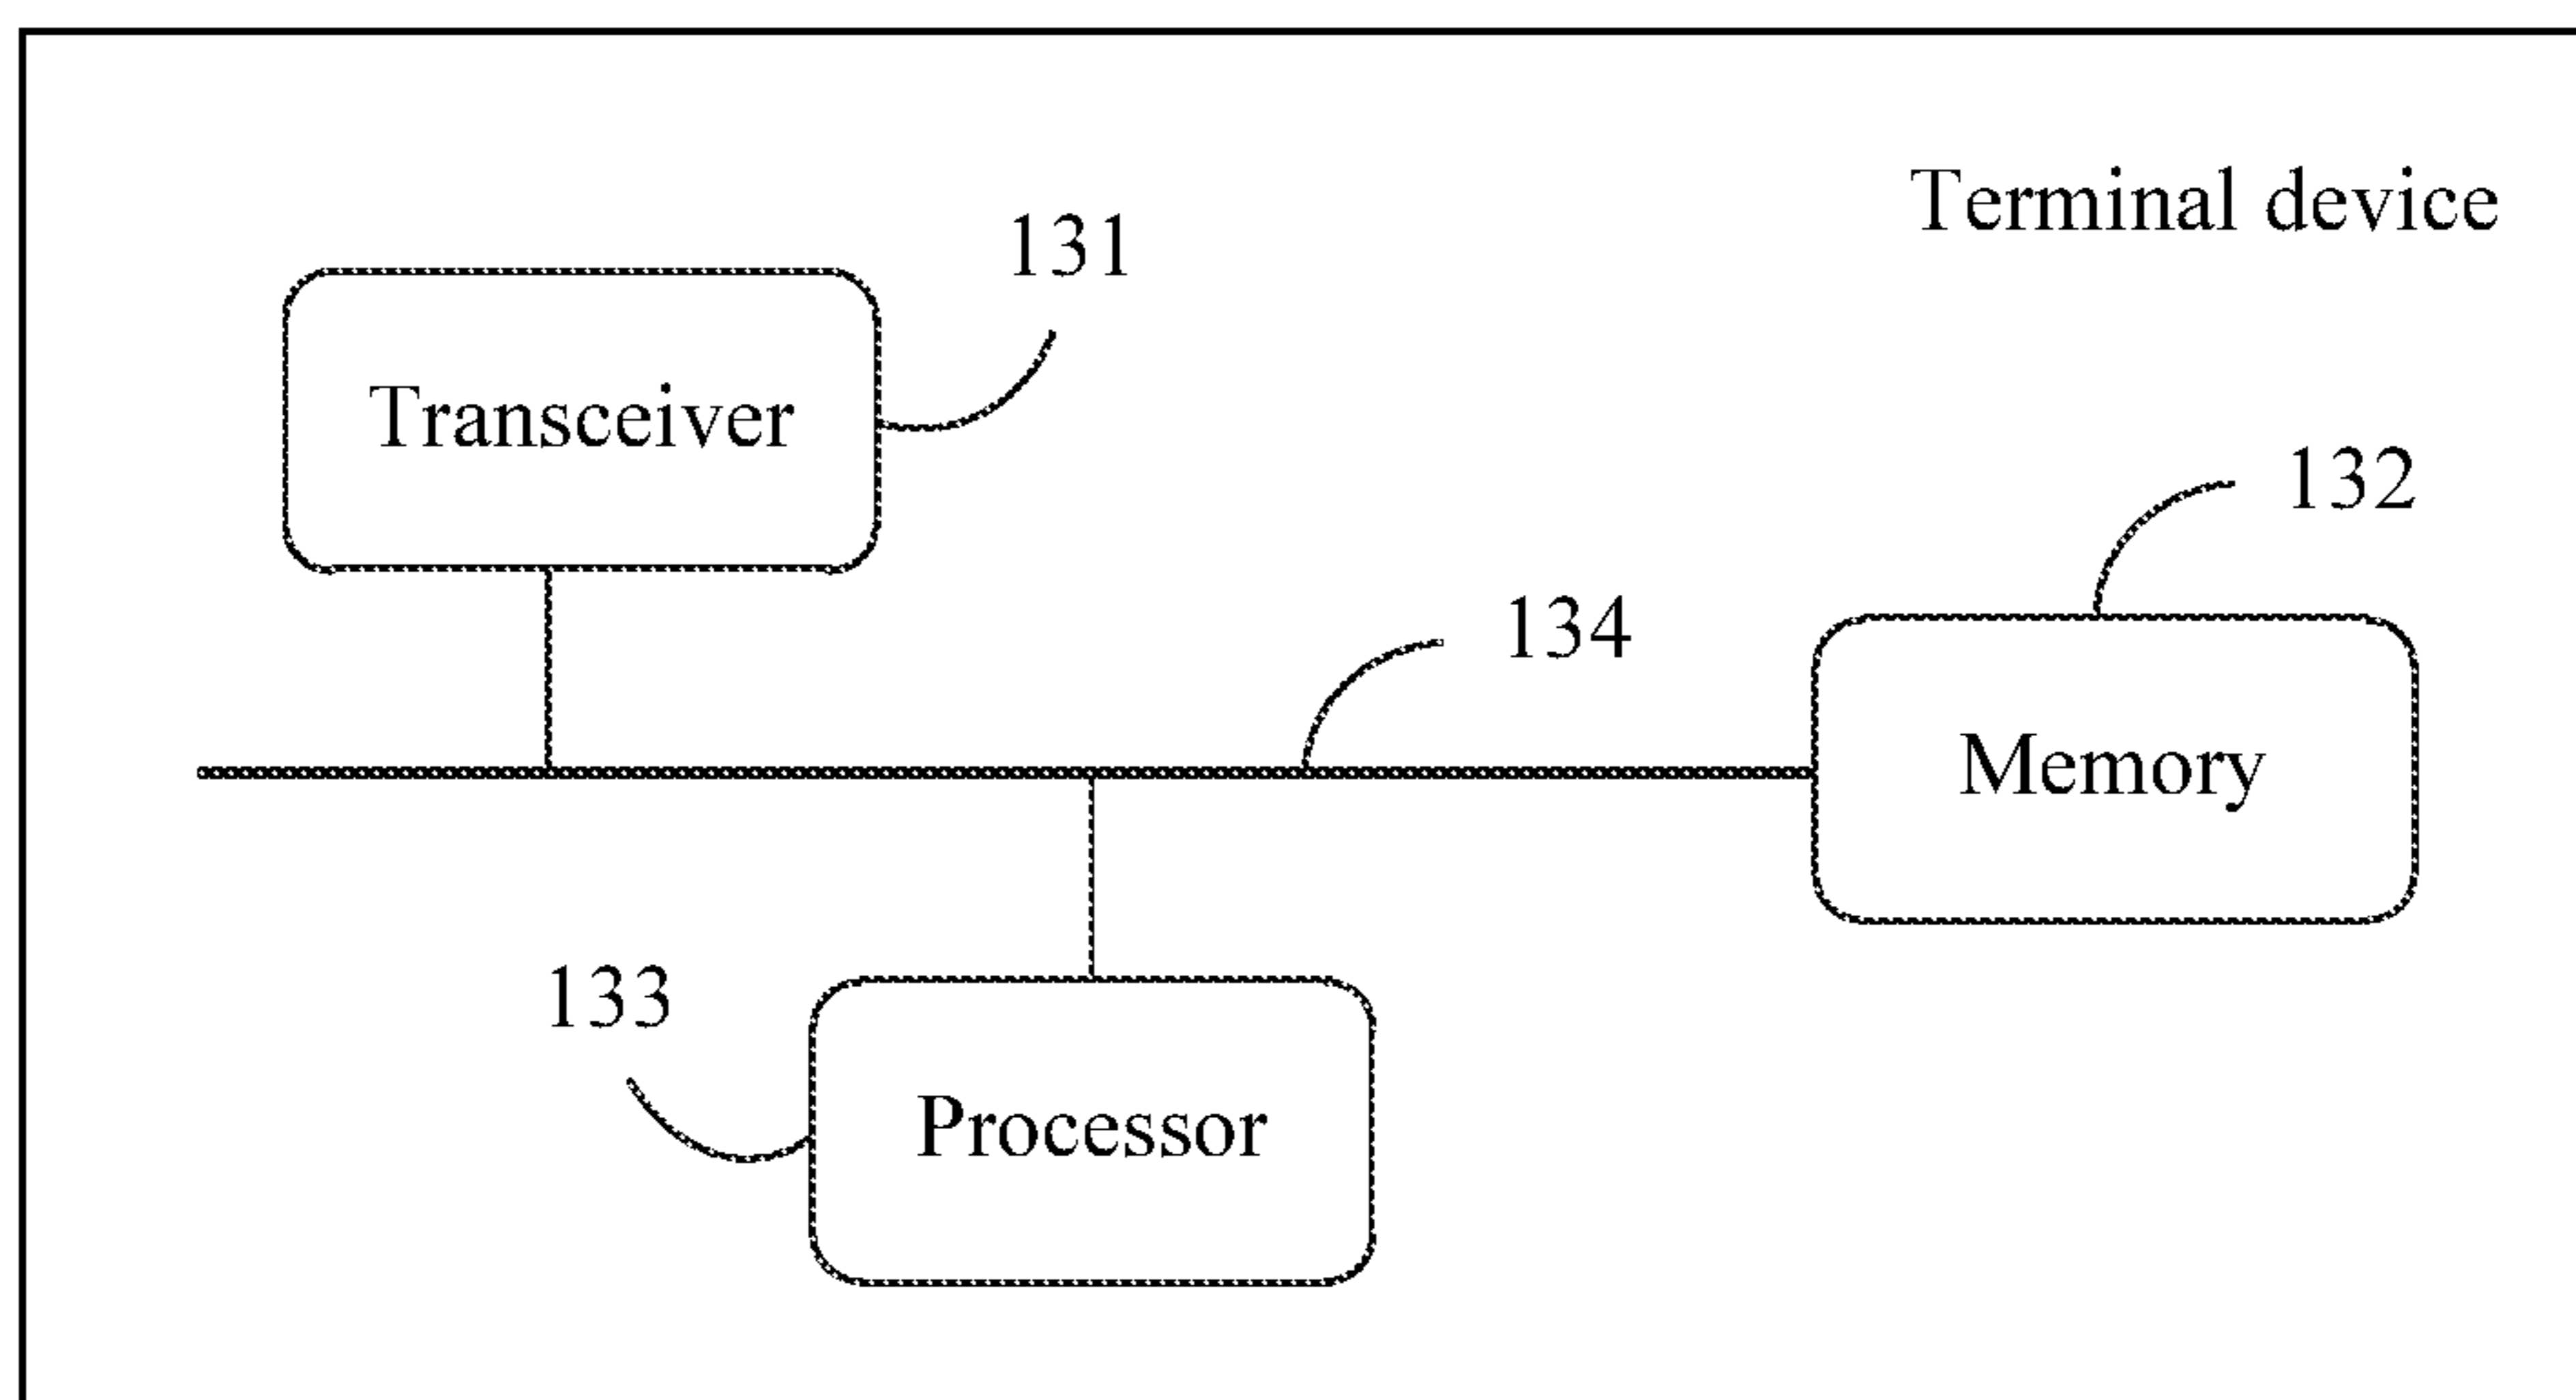 Terminal device
131
Transceiver
132
134
Memory
133
Processor